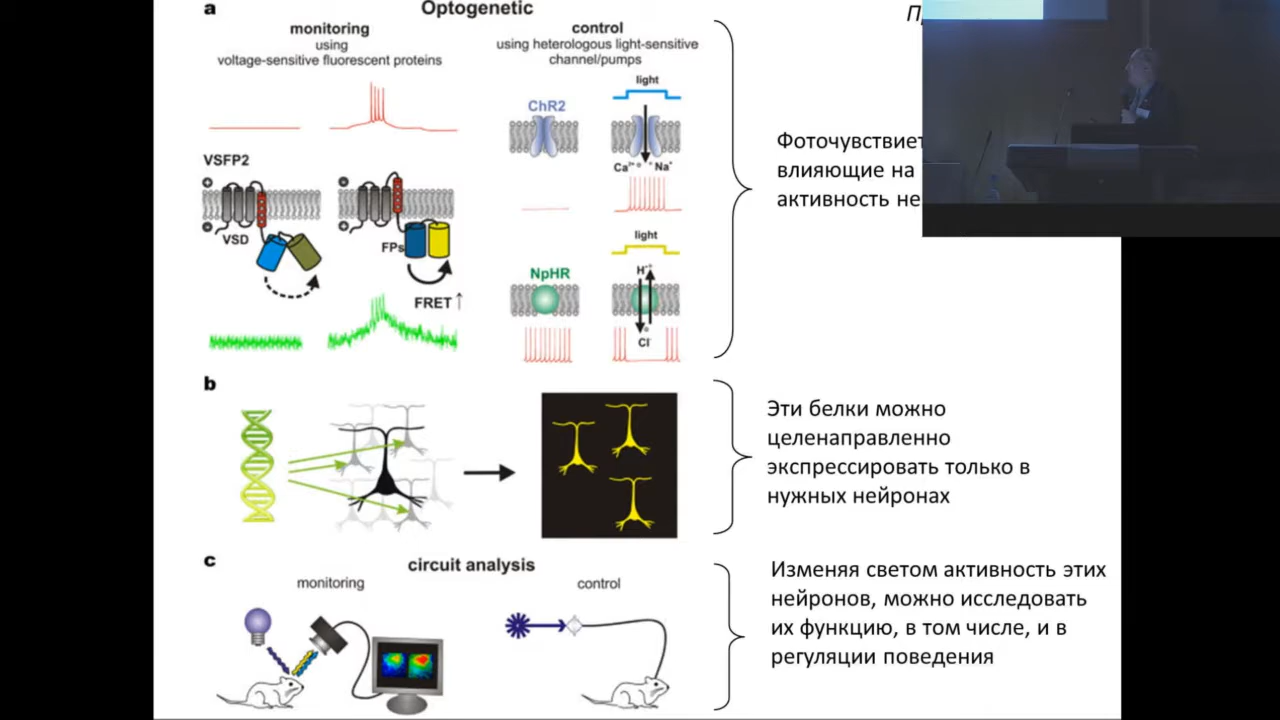 a
Optogenetic
monitoring
using
voltage-sensitive fluorescent proteins
control
using heterologous light-sensitive
channel/pumps
light
ChR2
Ca²⁺ Na⁺
VSFP2
VSD
FPs
FRET ↑
light
NpHR
H⁺
Cl⁻
влияющие на
активность
b
Эти белки можно
целенаправленно
экспрессировать только в
нужных нейронах
c
circuit analysis
monitoring
control
Изменяя светом активность этих
нейронов, можно исследовать
их функцию, в том числе, и в
регуляции поведения